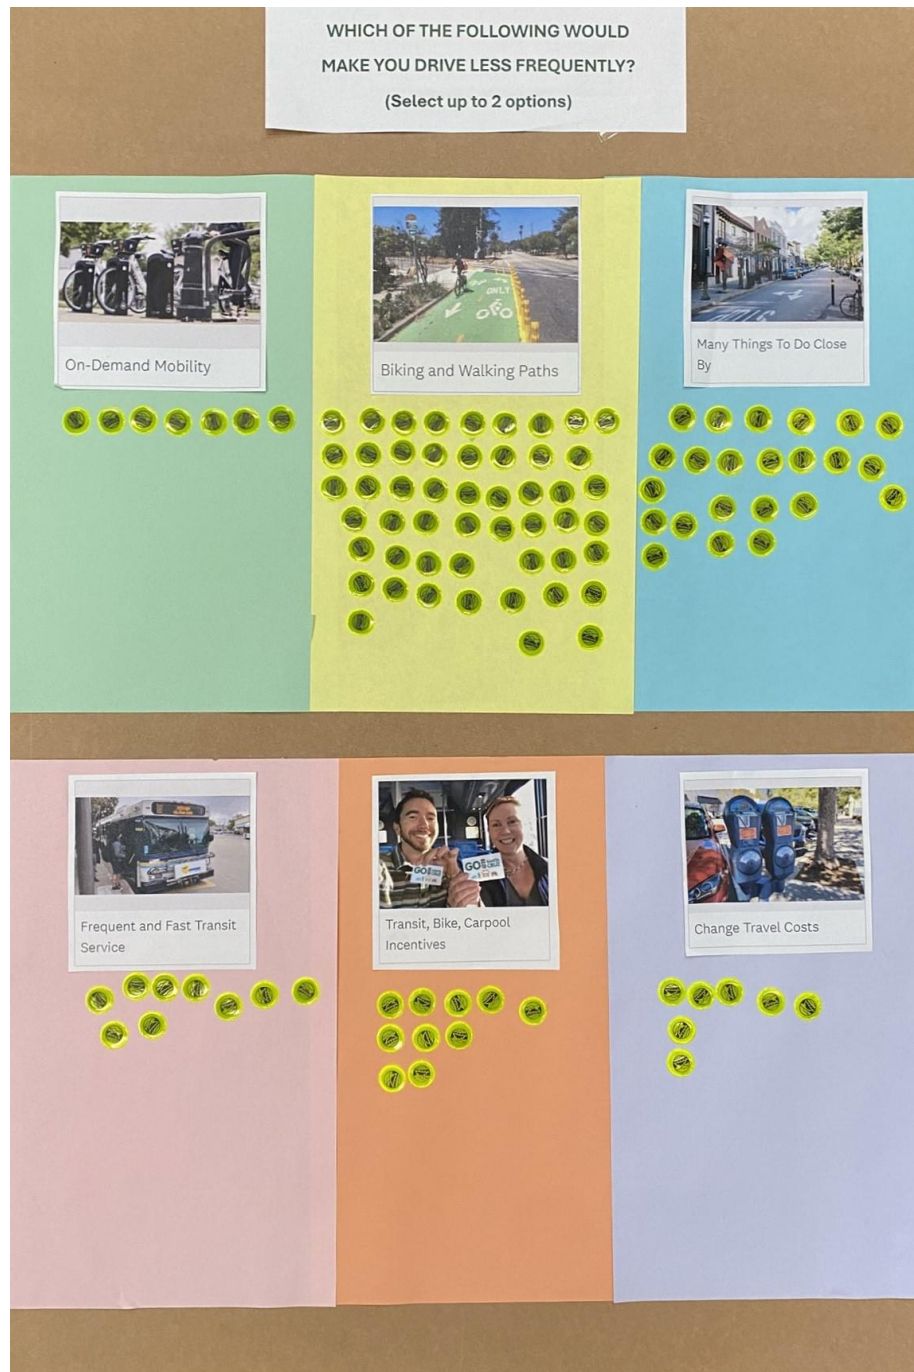 WHICH OF THE FOLLOWING WOULD
MAKE YOU DRIVE LESS FREQUENTLY?
(Select up to 2 options)
On-Demand Mobility
ONLY
Biking and Walking Paths
Many Things To Do Close
By
Frequent and Fast Transit
Service
GO
GO
Transit, Bike, Carpool
Incentives
Change Travel Costs